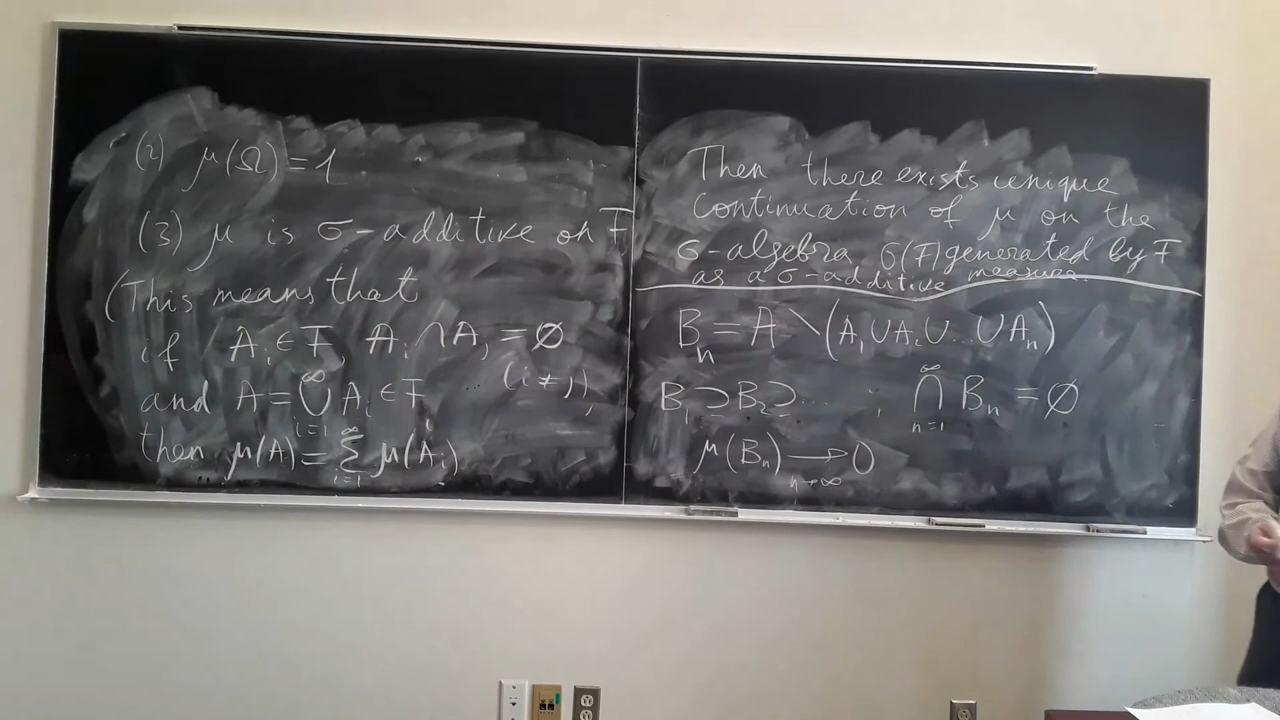 (2) μ(Ω)=1
(3) μ is σ-additive on F
(This means that
if A_i ∈ F, A_i ∩ A_j = ∅
(i ≠ j),
and A = ⋃_{i=1}^{∞} A_i ∈ F,
then μ(A) = ∑_{i=1}^{∞} μ(A_i)
Then there exists unique
continuation of μ on the
σ-algebra σ(F) generated by F
as a σ-additive measure.
B_n = A \ (A_1 ∪ A_2 ∪ ... ∪ A_n)
B_1 ⊃ B_2 ⊃ ... ; ⋂_{n=1}^{∞} B_n = ∅
μ(B_n) ⟶_{n→∞} 0